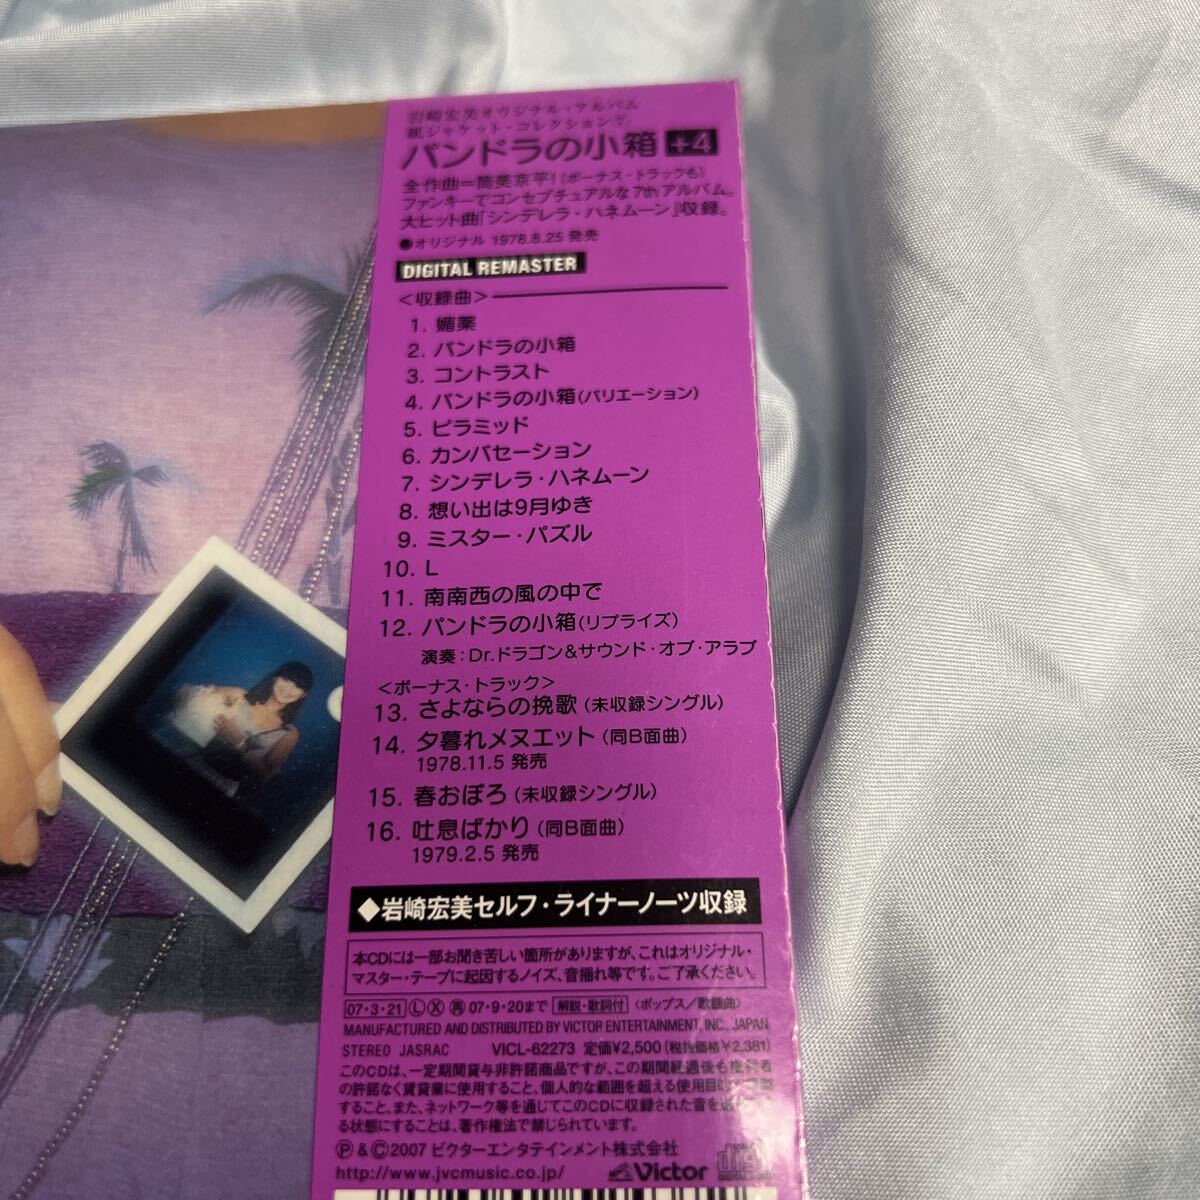 岩崎宏美オリジナル・アルバム
紙ジャケット・コレクション⑦
パンドラの小箱 +4
全作曲=筒美京平!(ボーナス・トラックも)
ファンキーでコンセプチュアルな7thアルバム。
大ヒット曲「シンデレラ・ハネムーン」収録。
●オリジナル 1978.8.25 発売
DIGITAL REMASTER
<収録曲>
1. 媚薬
2. パンドラの小箱
3. コントラスト
4. パンドラの小箱(バリエーション)
5. ピラミッド
6. カンバセーション
7. シンデレラ・ハネムーン
8. 想い出は9月ゆき
9. ミスター・パズル
10. L
11. 南南西の風の中で
12. パンドラの小箱(リプライズ)
演奏:Dr.ドラゴン&サウンド・オブ・アラブ
<ボーナス・トラック>
13. さよならの挽歌(未収録シングル)
14. 夕暮れメヌエット(同B面曲)
1978.11.5 発売
15. 春おぼろ(未収録シングル)
16. 吐息ばかり(同B面曲)
1979.2.5 発売
◆岩崎宏美セルフ・ライナーノーツ収録
本CDには一部お聞き苦しい箇所がありますが、これはオリジナル・
マスター・テープに起因するノイズ、音揺れ等です。ご了承ください。
07・3・21 Ⓛ Ⓧ ㊞ 07・9・20まで 解説・歌詞付 〈ポップス/歌謡曲〉
MANUFACTURED AND DISTRIBUTED BY VICTOR ENTERTAINMENT, INC., JAPAN
STEREO JASRAC VICL-62273 定価¥2,500(税抜価格¥2,381)
このCDは、一定期間貸与非許諾商品ですが、この期間経過後も権利者
の許諾なく賃貸業に使用すること、個人的な範囲を超える使用目的
すること、また、ネットワーク等を通じてこのCDに収録された音を
る状態にすることは、著作権法で禁じられています。
Ⓟ & © 2007 ビクターエンタテインメント株式会社
http://www.jvcmusic.co.jp/ Victor disc